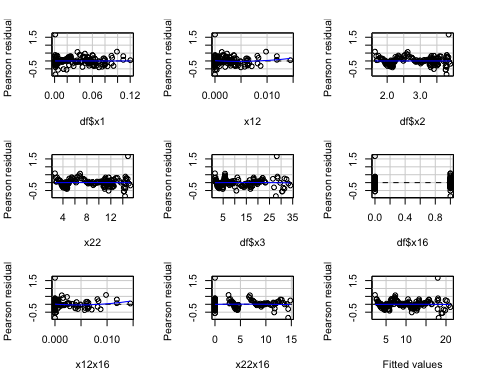 Pearson residual
-0.5 1.5
0.00 0.06 0.12
df$x1
Pearson residual
-0.5 1.5
0.000 0.010
x12
Pearson residual
-0.5 1.5
2.0 3.0
df$x2
Pearson residual
-0.5 1.5
4 8 12
x22
Pearson residual
-0.5 1.5
5 15 25 35
df$x3
Pearson residual
-0.5 1.5
0.0 0.4 0.8
df$x16
Pearson residual
-0.5 1.5
0.000 0.010
x12x16
Pearson residual
-0.5 1.5
0 5 10 15
x22x16
Pearson residual
-0.5 1.5
5 10 20
Fitted values